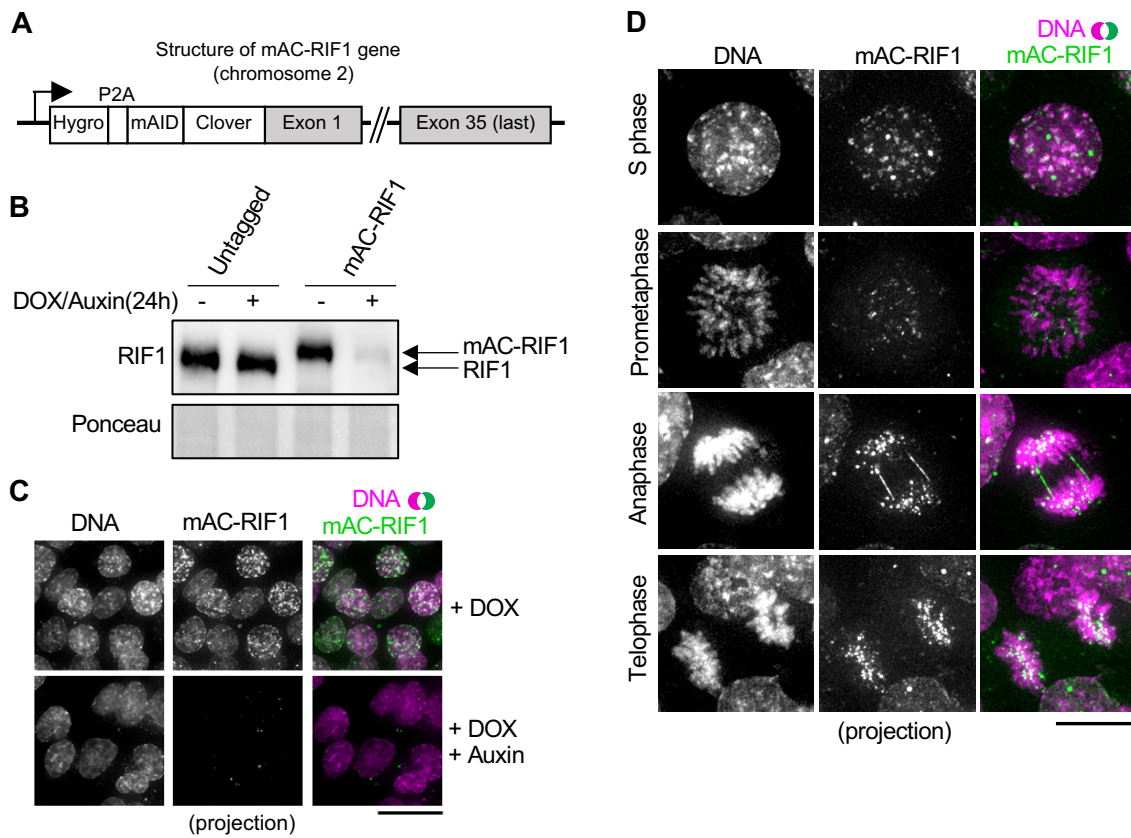 A
Structure of mAC-RIF1 gene
(chromosome 2)
P2A
Hygro mAID Clover Exon 1 Exon 35 (last)
B
Untagged
mAC-RIF1
DOX/Auxin(24h) - + - +
RIF1
mAC-RIF1
RIF1
Ponceau
C
DNA
DNA mAC-RIF1 mAC-RIF1
+ DOX
+ DOX
+ Auxin
(projection)
D
DNA
DNA mAC-RIF1 mAC-RIF1
S phase
Prometaphase
Anaphase
Telophase
(projection)